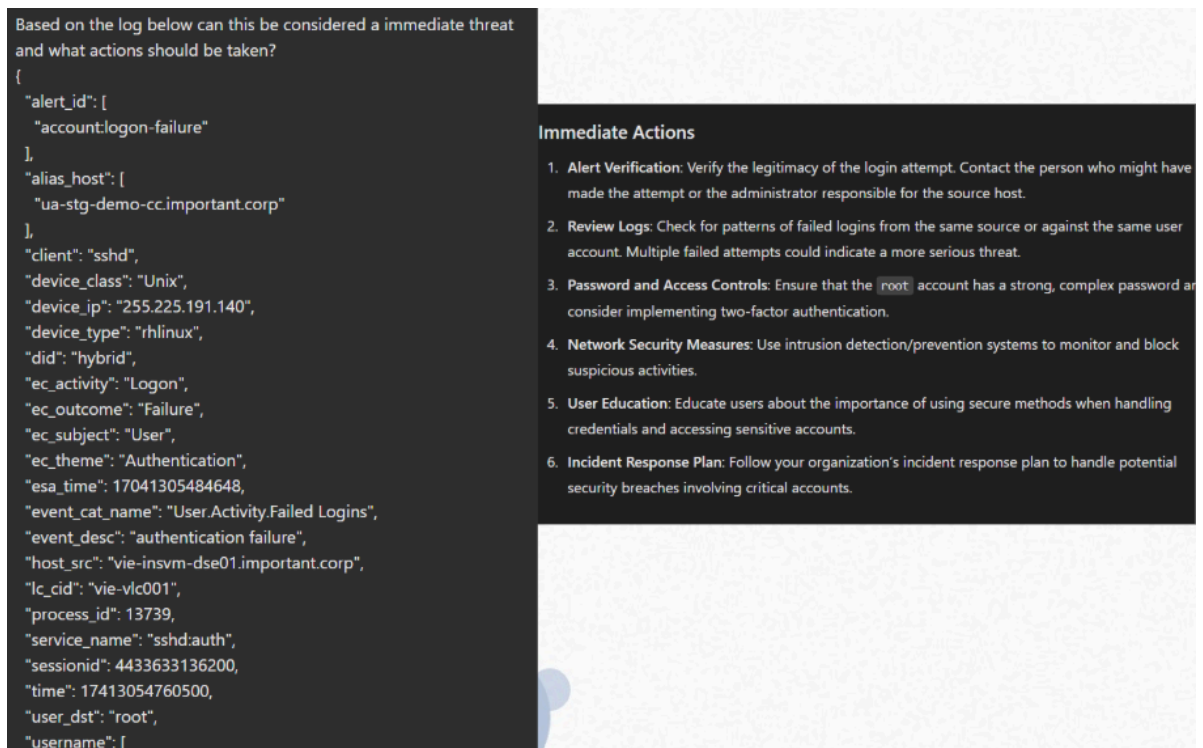 Based on the log below can this be considered a immediate threat
and what actions should be taken?
{
"alert_id": [
"account:logon-failure"
],
"alias_host": [
"ua-stg-demo-cc.important.corp"
],
"client": "sshd",
"device_class": "Unix",
"device_ip": "255.225.191.140",
"device_type": "rhlinux",
"did": "hybrid",
"ec_activity": "Logon",
"ec_outcome": "Failure",
"ec_subject": "User",
"ec_theme": "Authentication",
"esa_time": 17041305484648,
"event_cat_name": "User.Activity.Failed Logins",
"event_desc": "authentication failure",
"host_src": "vie-insvm-dse01.important.corp",
"lc_cid": "vie-vlc001",
"process_id": 13739,
"service_name": "sshd:auth",
"sessionid": 4433633136200,
"time": 17413054760500,
"user_dst": "root",
"username": [
Immediate Actions
1. Alert Verification: Verify the legitimacy of the login attempt. Contact the person who might have
made the attempt or the administrator responsible for the source host.
2. Review Logs: Check for patterns of failed logins from the same source or against the same user
account. Multiple failed attempts could indicate a more serious threat.
3. Password and Access Controls: Ensure that the root account has a strong, complex password
consider implementing two-factor authentication.
4. Network Security Measures: Use intrusion detection/prevention systems to monitor and block
suspicious activities.
5. User Education: Educate users about the importance of using secure methods when handling
credentials and accessing sensitive accounts.
6. Incident Response Plan: Follow your organization's incident response plan to handle potential
security breaches involving critical accounts.